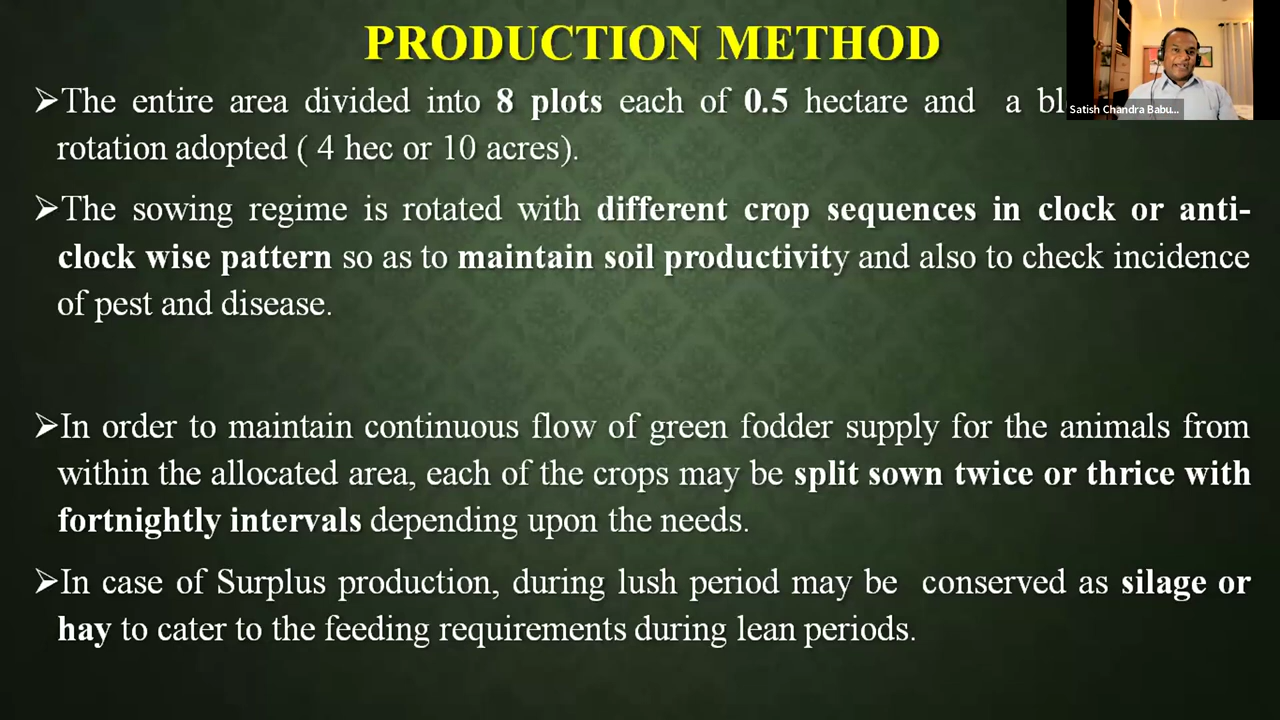 PRODUCTION METHOD
➢The entire area divided into 8 plots each of 0.5 hectare and a
rotation adopted ( 4 hec or 10 acres).
➢The sowing regime is rotated with different crop sequences in clock or anti-
clock wise pattern so as to maintain soil productivity and also to check incidence
of pest and disease.
➢In order to maintain continuous flow of green fodder supply for the animals from
within the allocated area, each of the crops may be split sown twice or thrice with
fortnightly intervals depending upon the needs.
➢In case of Surplus production, during lush period may be conserved as silage or
hay to cater to the feeding requirements during lean periods.
Satish Chandra Babu...